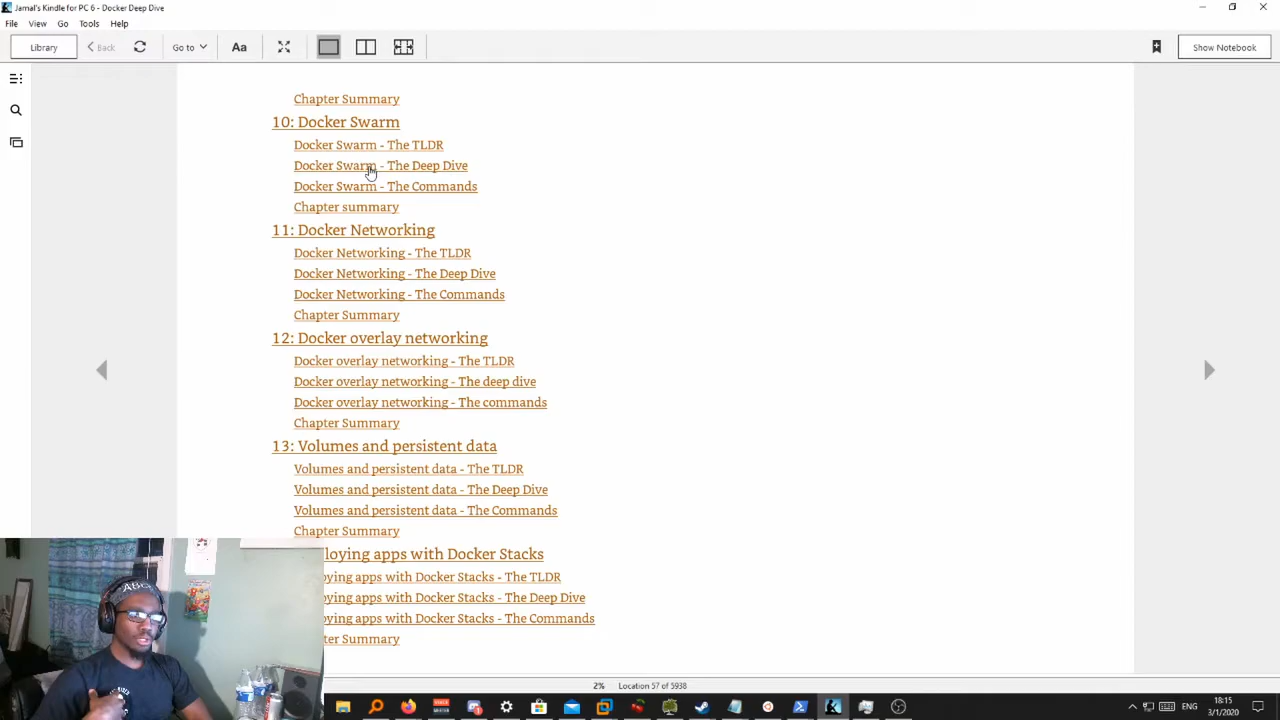 Jamal's Kindle for PC 6 - Docker Deep Dive
File View Go Tools Help
Library Back Go to Aa Show Notebook
Chapter Summary
10: Docker Swarm
Docker Swarm - The TLDR
Docker Swarm - The Deep Dive
Docker Swarm - The Commands
Chapter summary
11: Docker Networking
Docker Networking - The TLDR
Docker Networking - The Deep Dive
Docker Networking - The Commands
Chapter Summary
12: Docker overlay networking
Docker overlay networking - The TLDR
Docker overlay networking - The deep dive
Docker overlay networking - The commands
Chapter Summary
13: Volumes and persistent data
Volumes and persistent data - The TLDR
Volumes and persistent data - The Deep Dive
Volumes and persistent data - The Commands
Chapter Summary
loying apps with Docker Stacks
ying apps with Docker Stacks - The TLDR
ying apps with Docker Stacks - The Deep Dive
ying apps with Docker Stacks - The Commands
ter Summary
2% Location 57 of 5938
ENG
18:15
3/1/2020